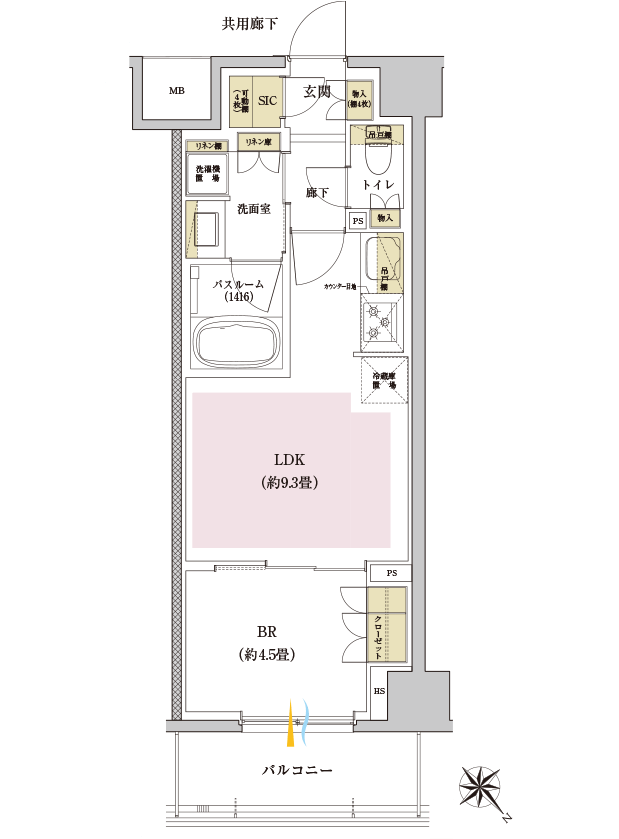 共用廊下
MB
可動棚
(4枚)
SIC
玄関
物入
(棚4枚)
吊戸棚
リネン棚
リネン庫
洗濯機
置場
トイレ
廊下
洗面室
PS
物入
バスルーム
(1416)
吊戸棚
カウンター目地
冷蔵庫
置場
LDK
(約9.3畳)
PS
BR
(約4.5畳)
クローゼット
HS
バルコニー
N